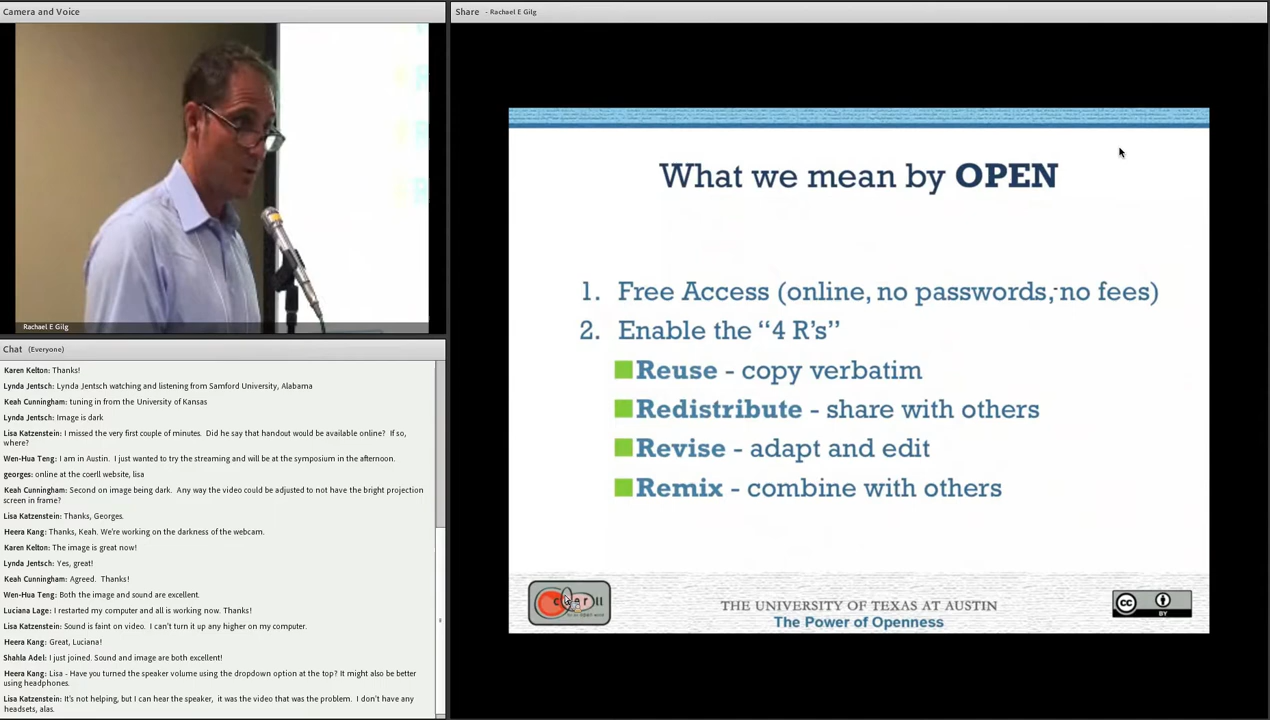 Camera and Voice
Rachael E Gilg
Chat (Everyone)
Karen Kelton: Thanks!
Lynda Jentsch: Lynda Jentsch watching and listening from Samford University, Alabama
Keah Cunningham: tuning in from the University of Kansas
Lynda Jentsch: Image is dark
Lisa Katzenstein: I missed the very first couple of minutes. Did he say that handout would be available online? If so,
where?
Wen-Hua Teng: I am in Austin. I just wanted to try the streaming and will be at the symposium in the afternoon.
georges: online at the coerll website, lisa
Keah Cunningham: Second on image being dark. Any way the video could be adjusted to not have the bright projection
screen in frame?
Lisa Katzenstein: Thanks, Georges.
Heera Kang: Thanks, Keah. We're working on the darkness of the webcam.
Karen Kelton: The image is great now!
Lynda Jentsch: Yes, great!
Keah Cunningham: Agreed. Thanks!
Wen-Hua Teng: Both the image and sound are excellent.
Luciana Lage: I restarted my computer and all is working now. Thanks!
Lisa Katzenstein: Sound is faint on video. I can't turn it up any higher on my computer.
Heera Kang: Great, Luciana!
Shahla Adel: I just joined. Sound and image are both excellent!
Heera Kang: Lisa - Have you turned the speaker volume using the dropdown option at the top? It might also be better
using headphones.
Lisa Katzenstein: It's not helping, but I can hear the speaker, it was the video that was the problem. I don't have any
headsets, alas.
Share - Rachael E Gilg
What we mean by OPEN
1. Free Access (online, no passwords, no fees)
2. Enable the “4 R’s”
Reuse - copy verbatim
Redistribute - share with others
Revise - adapt and edit
Remix - combine with others
THE UNIVERSITY OF TEXAS AT AUSTIN
The Power of Openness
cc
BY